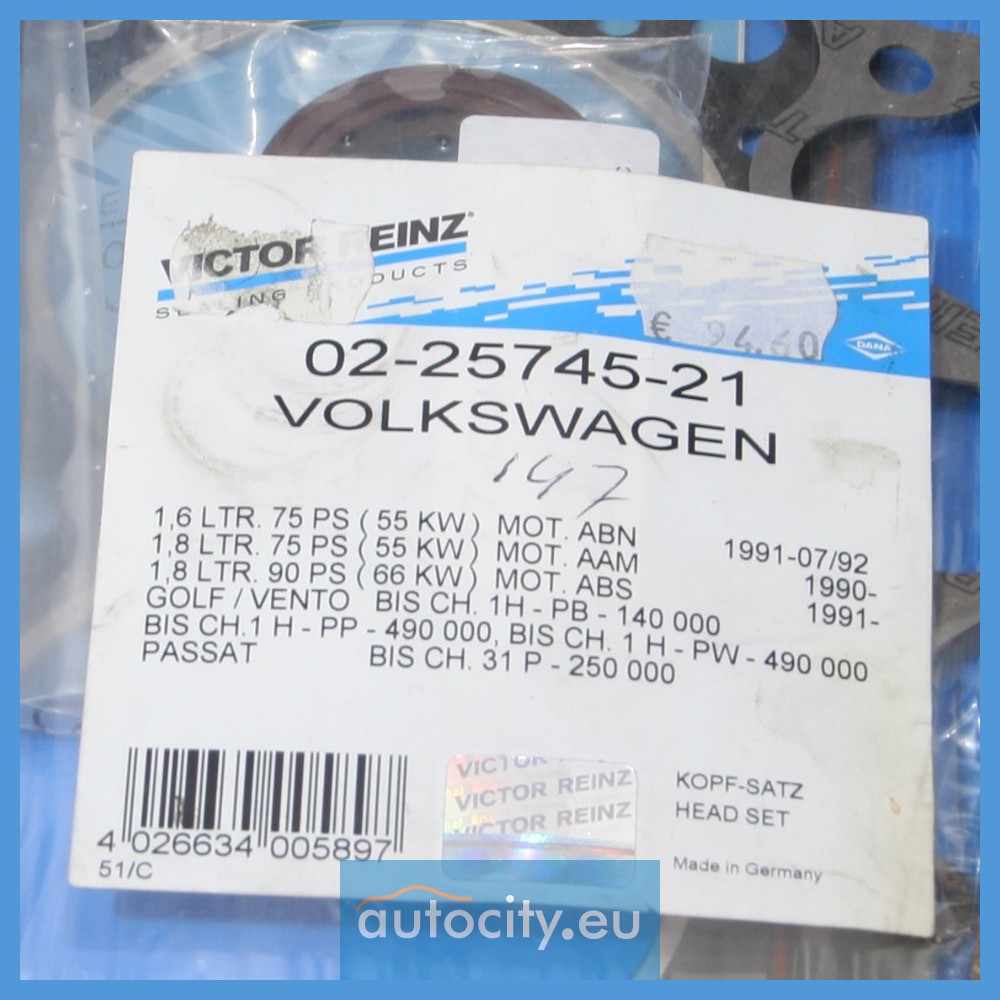 VICTOR REINZ
SEALING PRODUCTS
€ 94.60
DANA
02-25745-21
VOLKSWAGEN
147
1,6 LTR. 75 PS ( 55 KW ) MOT. ABN 1991-07/92
1,8 LTR. 75 PS ( 55 KW ) MOT. AAM 1990-
1,8 LTR. 90 PS ( 66 KW ) MOT. ABS 1991-
GOLF / VENTO BIS CH. 1H - PB - 140 000
BIS CH.1 H - PP - 490 000, BIS CH. 1 H - PW - 490 000
PASSAT BIS CH. 31 P - 250 000
4 026634 005897
51/C
VICTOR
VICTOR REINZ
VICTOR REINZ
KOPF-SATZ
HEAD SET
Made in Germany
autocity.eu